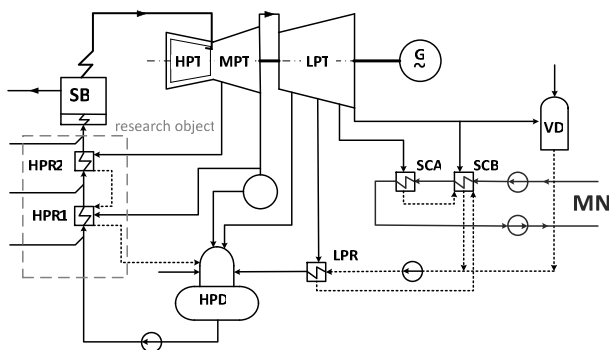 HPT
MPT
LPT
G
~
SB
research object
VD
HPR2
SCA
SCB
MN
HPR1
LPR
HPD